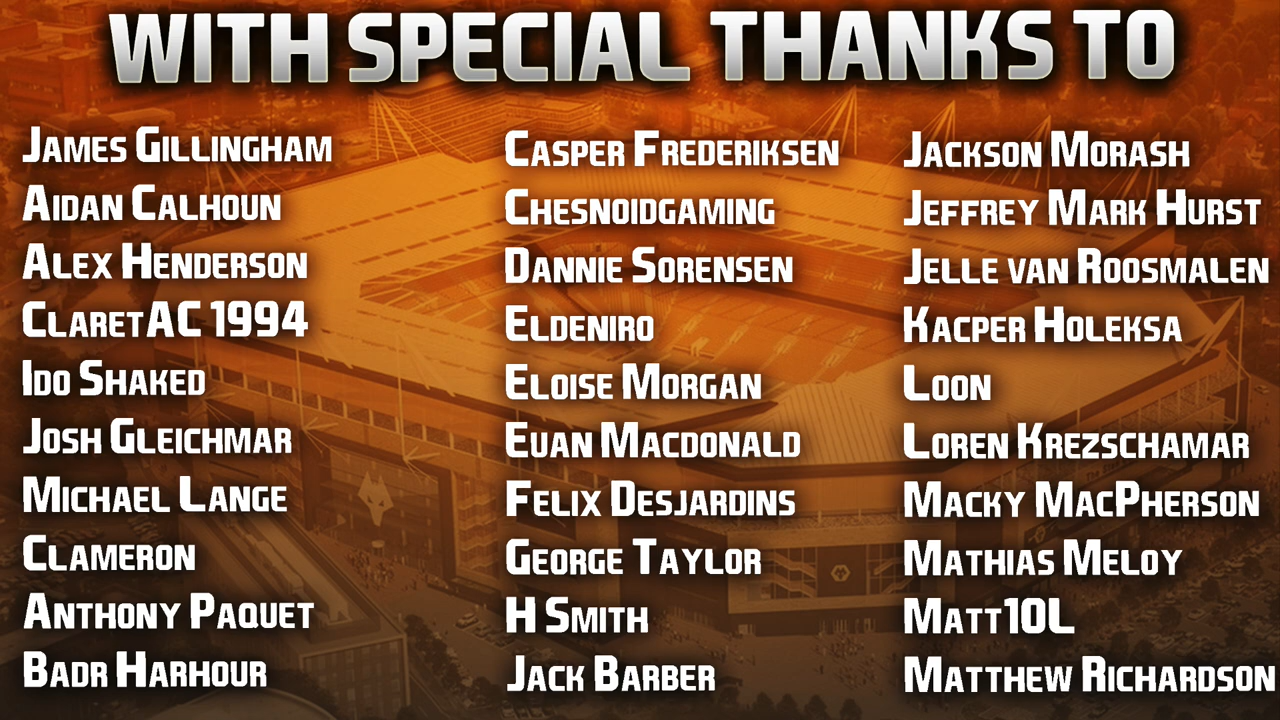 WITH SPECIAL THANKS TO
JAMES GILLINGHAM
AIDAN CALHOUN
ALEX HENDERSON
CLARETAC 1994
IDO SHAKED
JOSH GLEICHMAR
MICHAEL LANGE
CLAMERON
ANTHONY PAQUET
BADR HARHOUR
CASPER FREDERIKSEN
CHESNOIDGAMING
DANNIE SORENSEN
ELDENIRO
ELOISE MORGAN
EUAN MACDONALD
FELIX DESJARDINS
GEORGE TAYLOR
H SMITH
JACK BARBER
JACKSON MORASH
JEFFREY MARK HURST
JELLE VAN ROOSMALEN
KACPER HOLEKSA
LOON
LOREN KREZSCHAMAR
MACKY MACPHERSON
MATHIAS MELOY
MATT10L
MATTHEW RICHARDSON